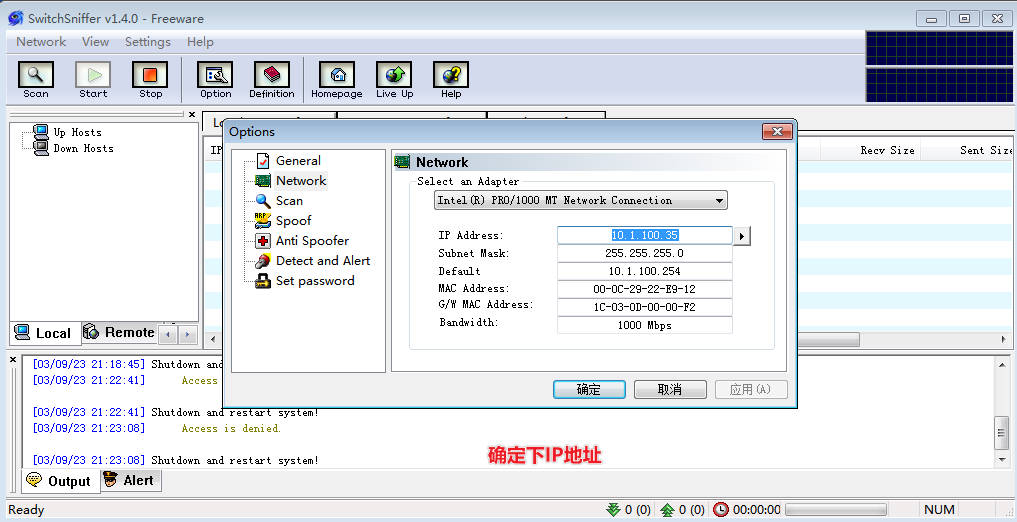 SwitchSniffer v1.4.0 - Freeware
Network View Settings Help
Scan Start Stop Option Definition Homepage Live Up Help
Up Hosts
Down Hosts
IP
Recv Size
Sent Size
Options
General
Network
Scan
Spoof
Anti Spoofer
Detect and Alert
Set password
Network
Select an Adapter
Intel(R) PRO/1000 MT Network Connection
IP Address: 10.1.100.35
Subnet Mask: 255.255.255.0
Default 10.1.100.254
MAC Address: 00-0C-29-22-E9-12
G/W MAC Address: 1C-03-0D-00-00-F2
Bandwidth: 1000 Mbps
确定 取消 应用(A)
Local Remote
[03/09/23 21:18:45] Shutdown and
[03/09/23 21:22:41] Access
[03/09/23 21:22:41] Shutdown and restart system!
[03/09/23 21:23:08] Access is denied.
[03/09/23 21:23:08] Shutdown and restart system!
确定下IP地址
Output Alert
Ready 0 (0) 0 (0) 00:00:00 NUM